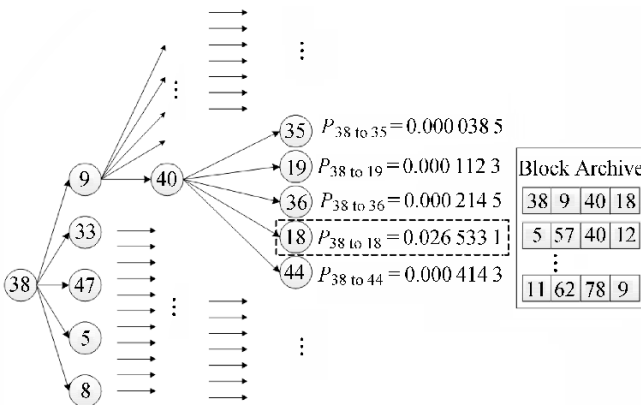 ⋮
35 P38 to 35=0.000 038 5
9 ⋮ 40 19 P38 to 19=0.000 112 3
36 P38 to 36=0.000 214 5
33 18 P38 to 18=0.026 533 1
38 47 44 P38 to 44=0.000 414 3
⋮
5
⋮
8
Block Archive
38 9 40 18
5 57 40 12
⋮
11 62 78 9